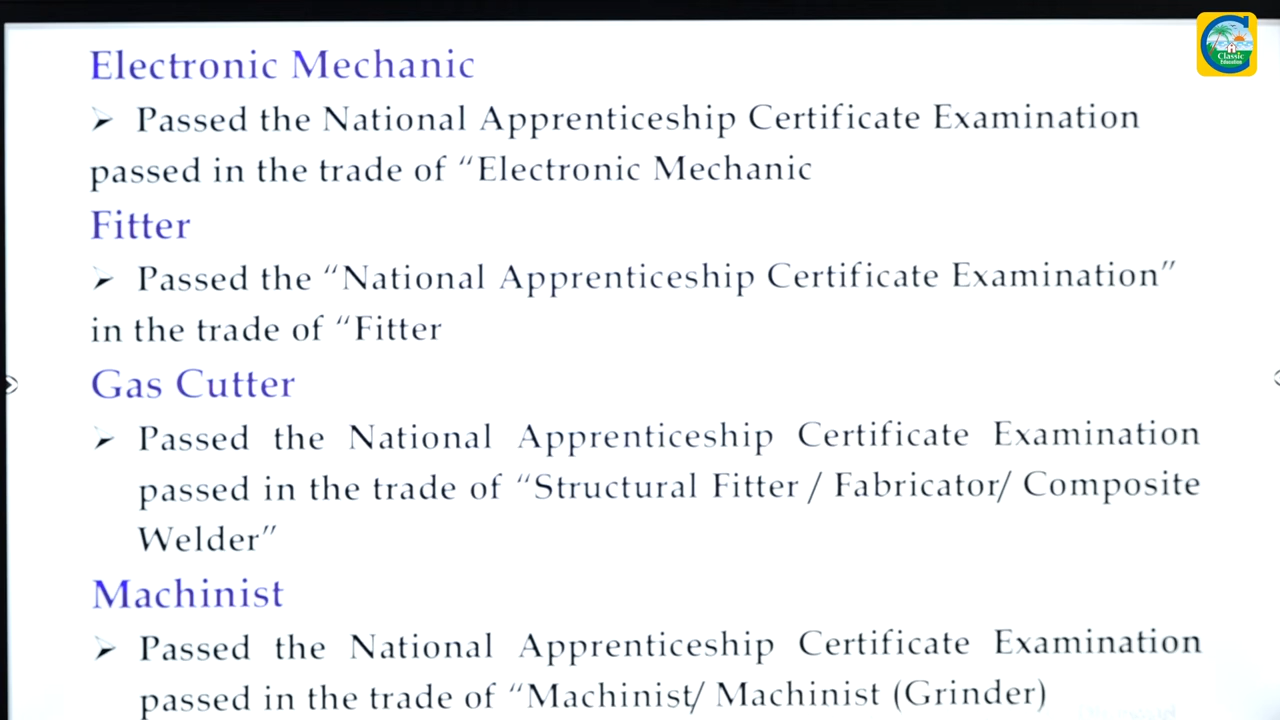 Classic
Education
Electronic Mechanic
➢ Passed the National Apprenticeship Certificate Examination
passed in the trade of “Electronic Mechanic
Fitter
➢ Passed the “National Apprenticeship Certificate Examination”
in the trade of “Fitter
Gas Cutter
➢ Passed the National Apprenticeship Certificate Examination
passed in the trade of “Structural Fitter / Fabricator/ Composite
Welder”
Machinist
➢ Passed the National Apprenticeship Certificate Examination
passed in the trade of “Machinist/ Machinist (Grinder)